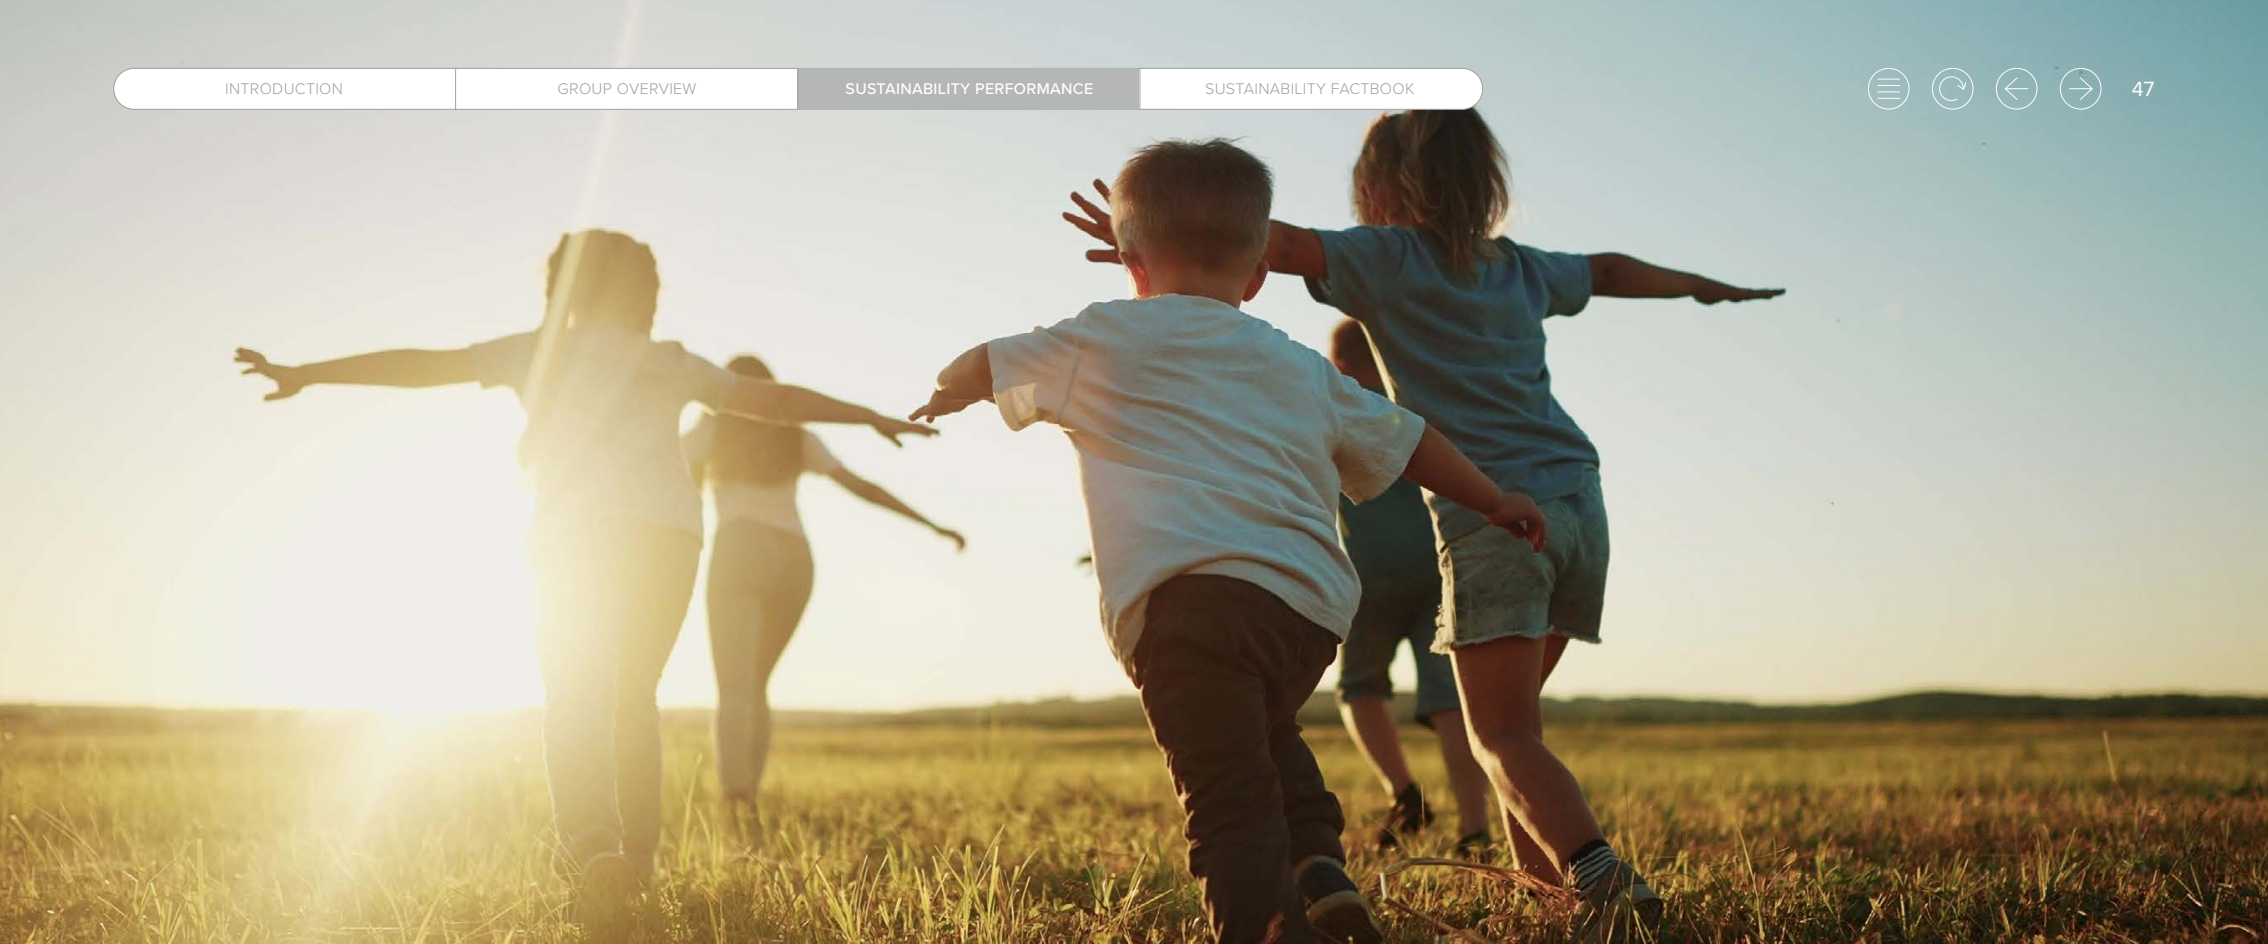 INTRODUCTION
GROUP OVERVIEW
SUSTAINABILITY PERFORMANCE
SUSTAINABILITY FACTBOOK
47